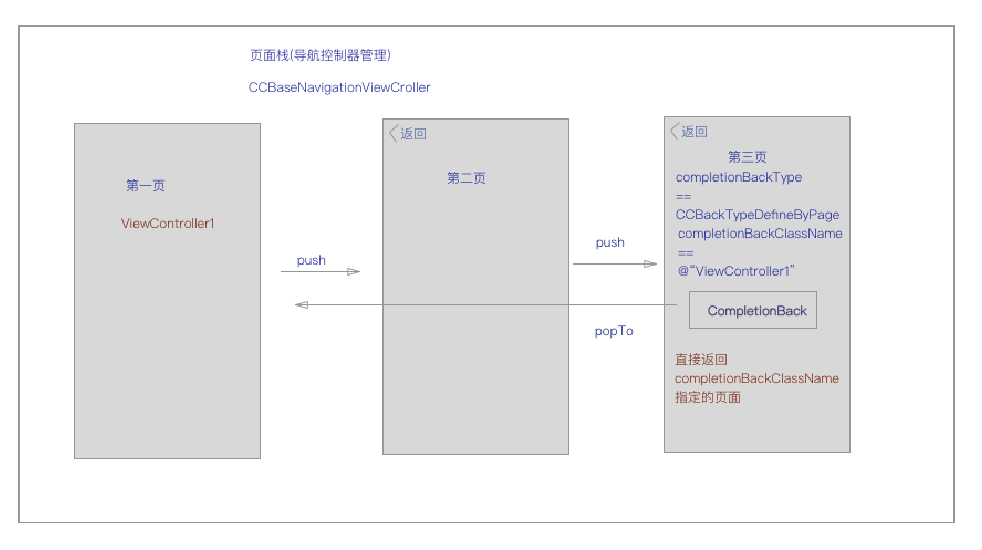 页面栈(导航控制器管理)
CCBaseNavigationViewCroller
第一页
ViewController1
push
返回
第二页
push
popTo
返回
第三页
completionBackType
==
CCBackTypeDefineByPage
completionBackClassName
==
@“ViewController1”
CompletionBack
直接返回
completionBackClassName
指定的页面